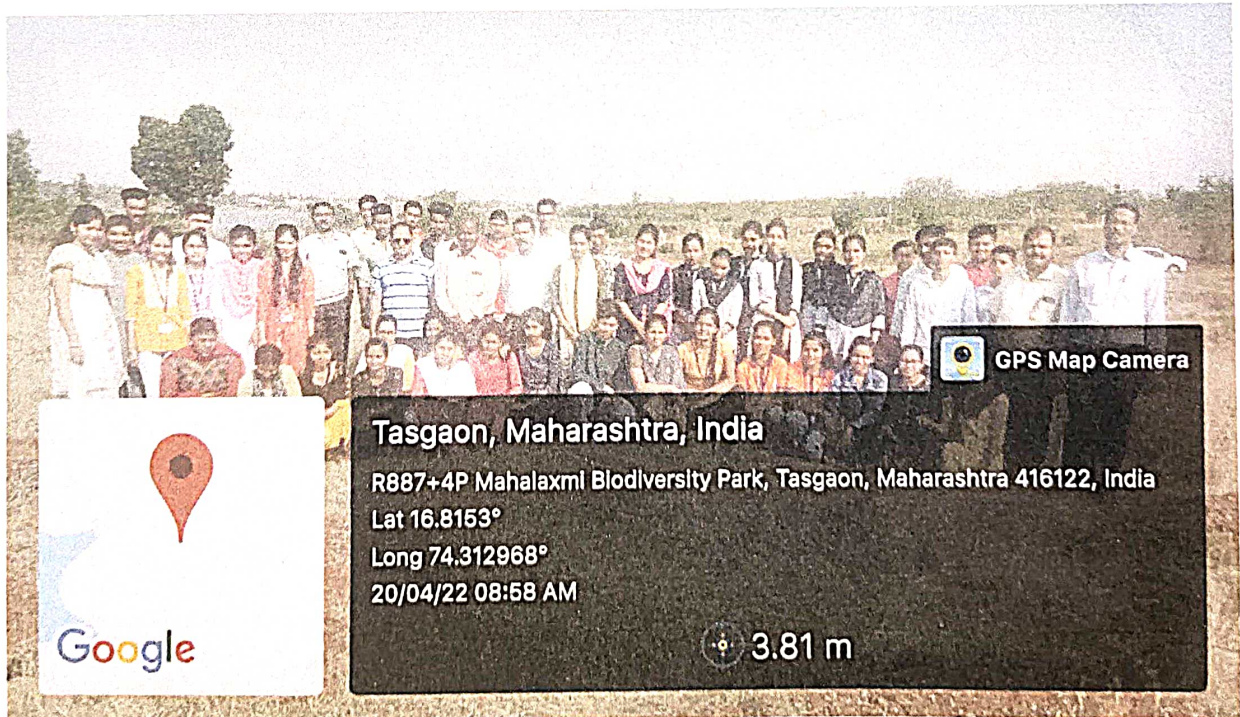 GPS Map Camera
Tasgaon, Maharashtra, India
R887+4P Mahalaxmi Biodiversity Park, Tasgaon, Maharashtra 416122, India
Lat 16.8153°
Long 74.312968°
20/04/22 08:58 AM
Google
3.81 m